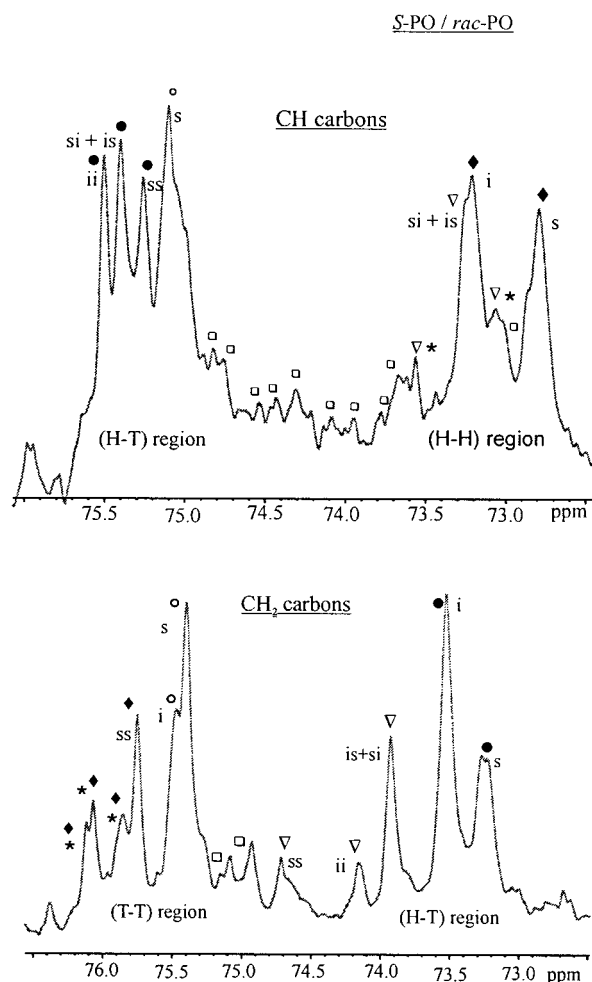 S-PO / rac-PO
CH carbons
si + is
ii
ss
s
i
si + is
s
(H-T) region
(H-H) region
75.5 75.0 74.5 74.0 73.5 73.0 ppm
CH₂ carbons
s
i
ss
is+si
i
s
ss
ii
(T-T) region
(H-T) region
76.0 75.5 75.0 74.5 74.0 73.5 73.0 ppm